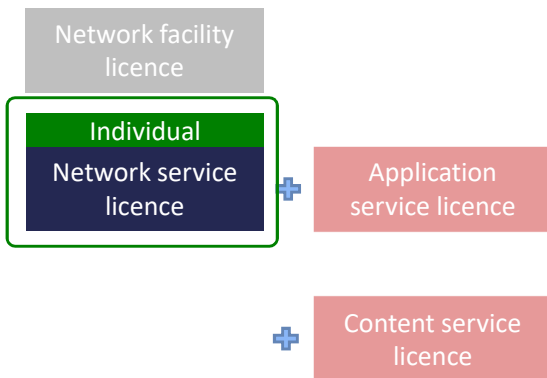 Network facility
licence
Individual
Network service
licence
Application
service licence
Content service
licence